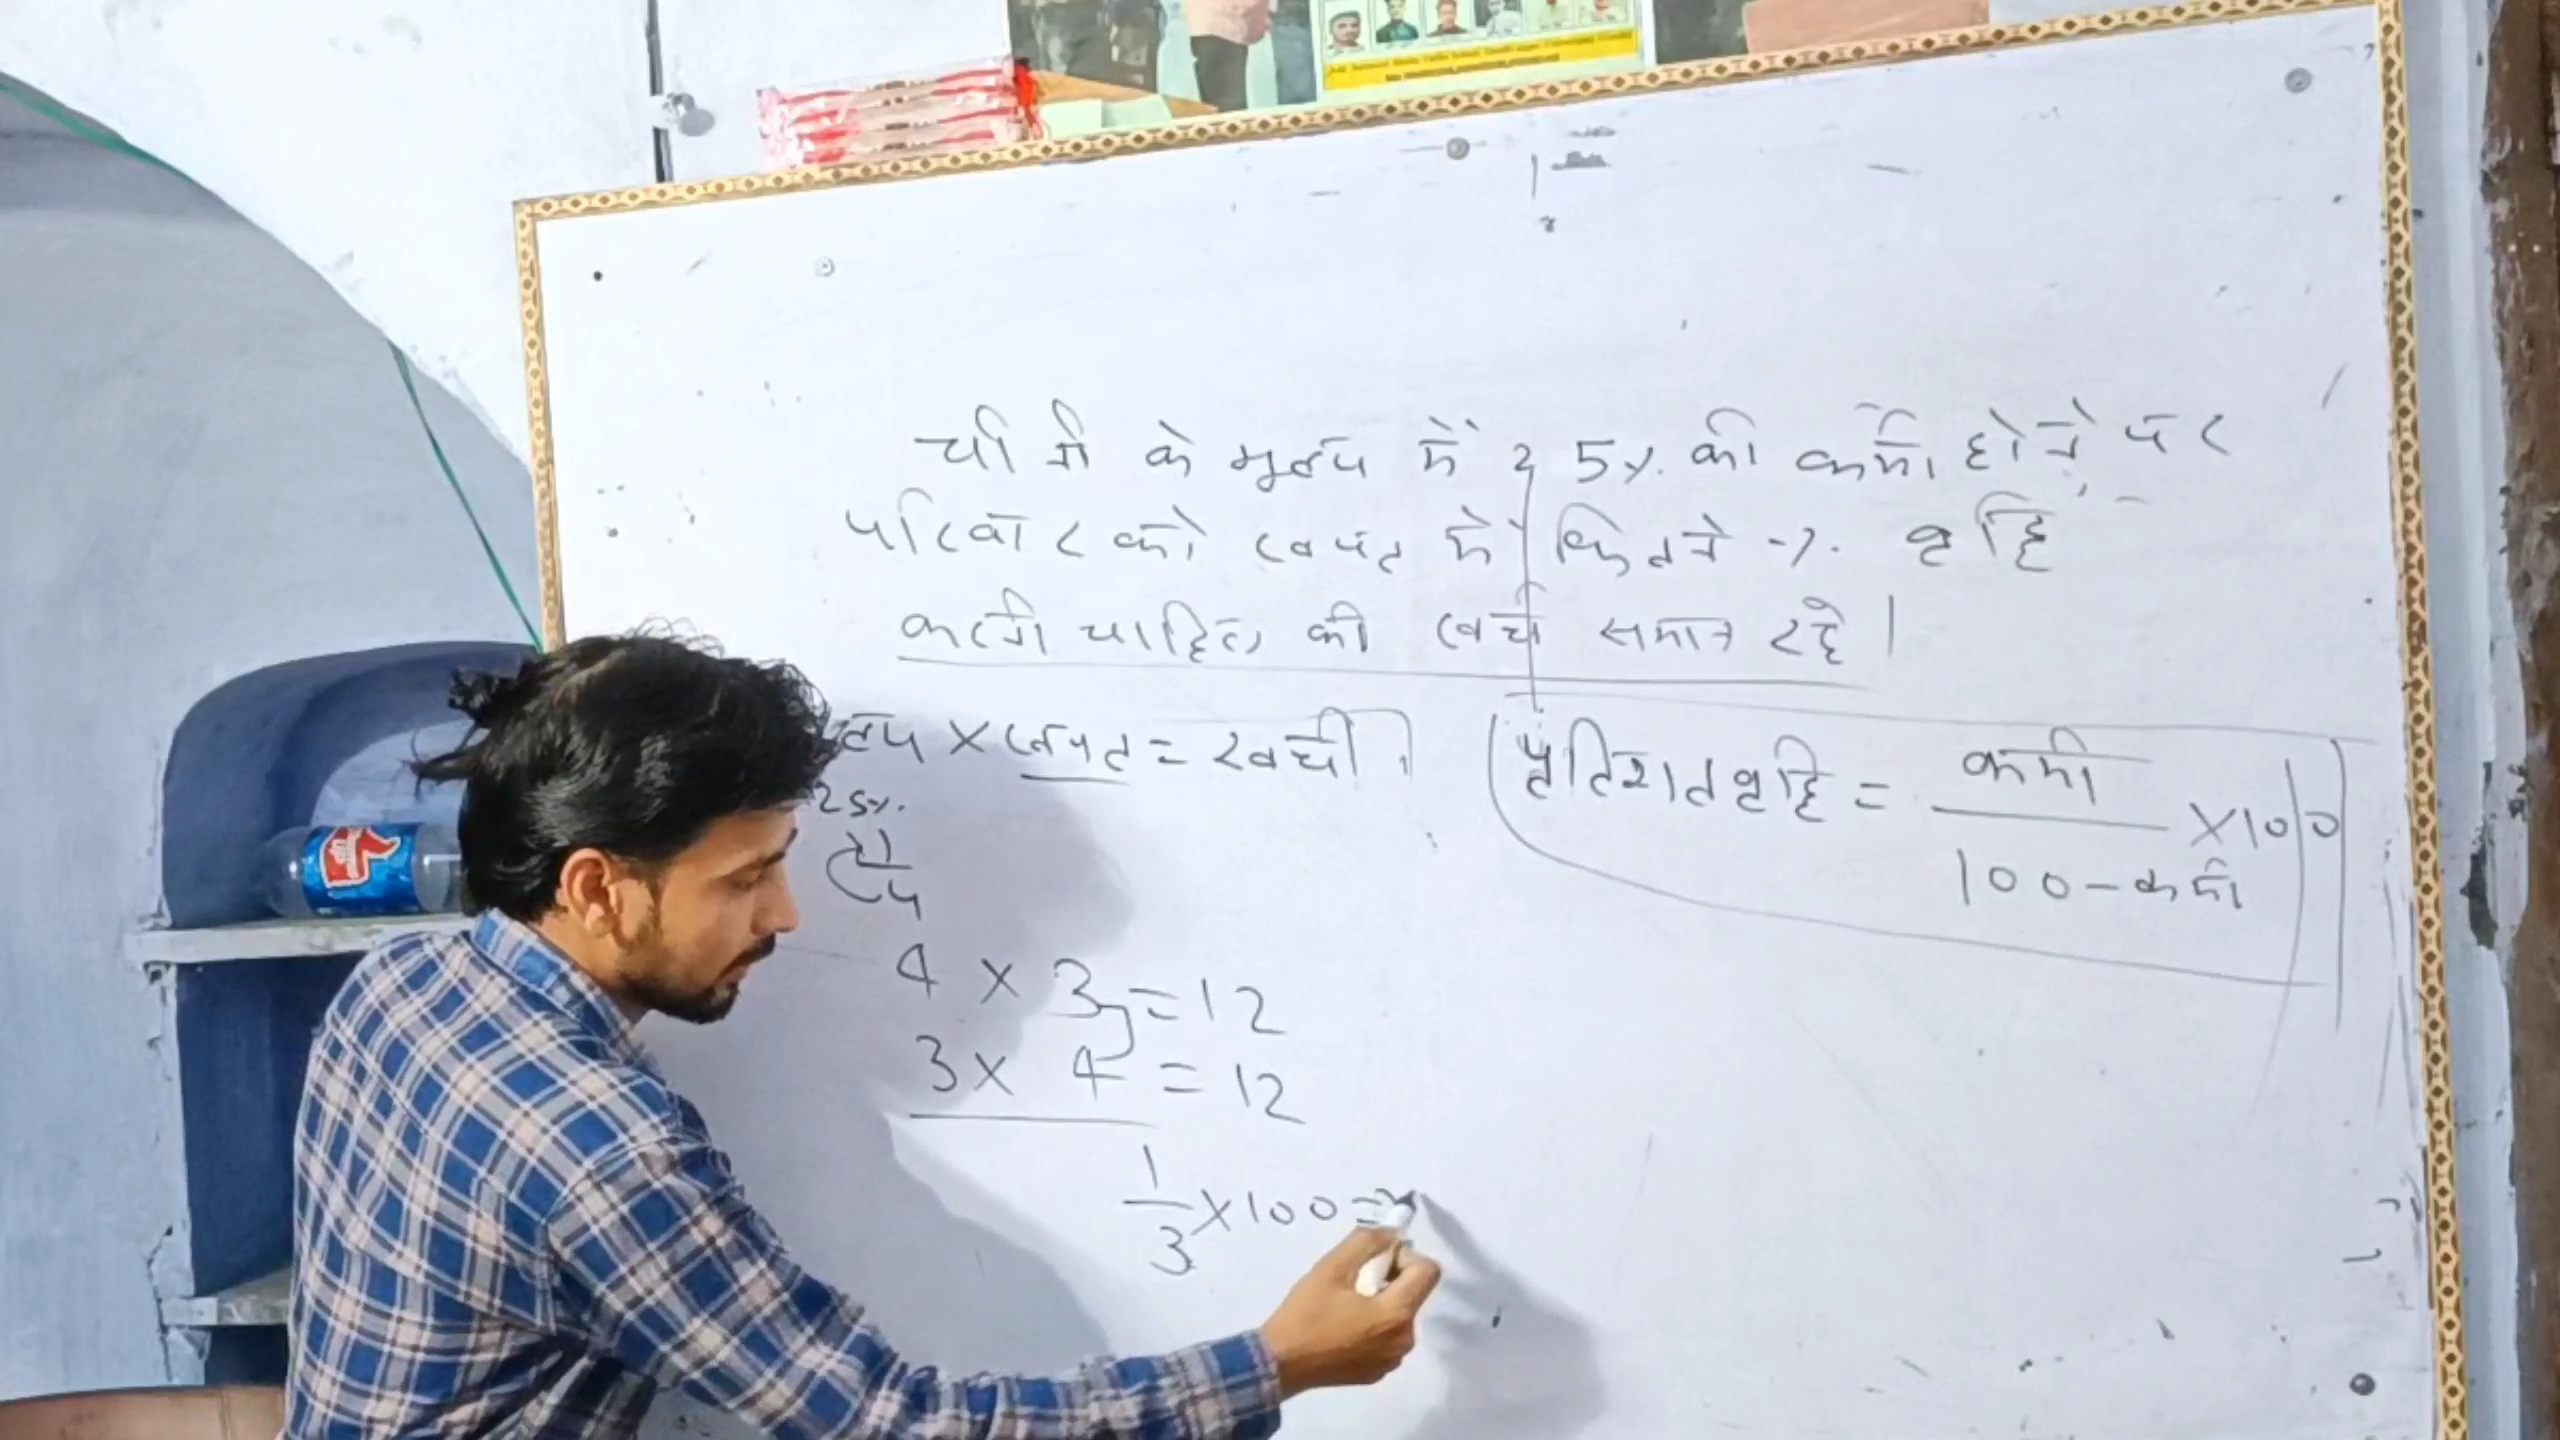 चीनी के मूल्य में 25% की कमी होने पर
परिवार को खपत में कितने % वृद्धि
करनी चाहिए की खर्च समान रहे।
ल्य × खपत = खर्च
प्रतिशत वृद्धि = कमी / 100 - कमी × 100
25%
1/4
4 × 3 = 12
3 × 4 = 12
1/3 × 100 =